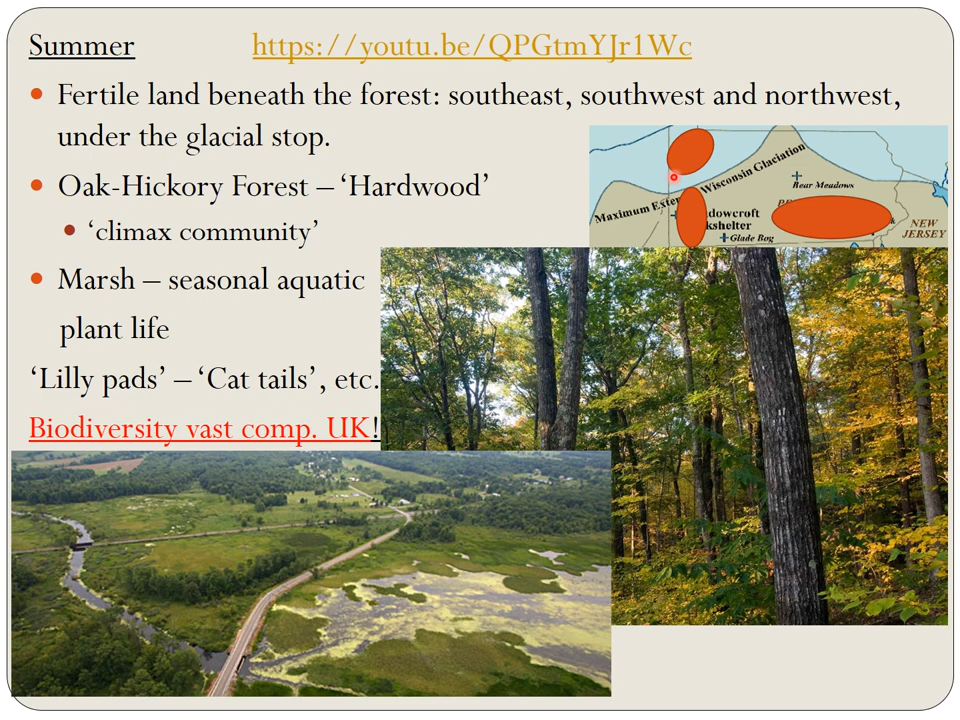 Summer https://youtu.be/QPGtmYJr1Wc
Fertile land beneath the forest: southeast, southwest and northwest,
under the glacial stop.
Oak-Hickory Forest – ‘Hardwood’
‘climax community’
Marsh – seasonal aquatic
plant life
‘Lilly pads’ – ‘Cat tails’, etc.
Biodiversity vast comp. UK!
Maximum Exte Wisconsin Glaciation
Bear Meadows
dowcroft
kshelter
Glade Bog
NEW
JERSEY